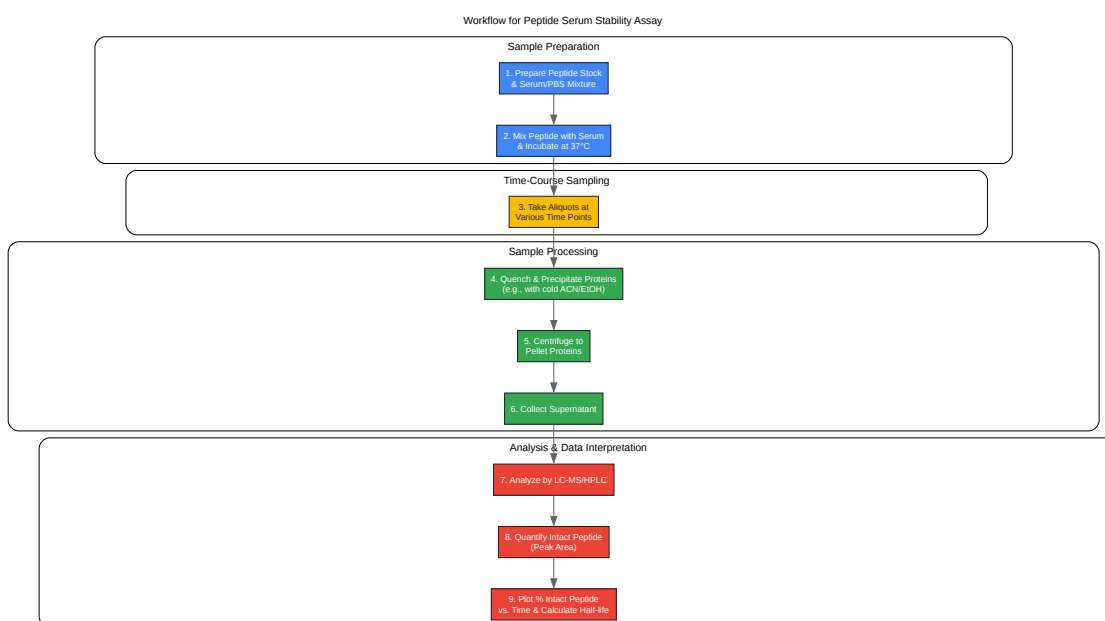 Workflow for Peptide Serum Stability Assay
Sample Preparation
1. Prepare Peptide Stock
& Serum/PBS Mixture
2. Mix Peptide with Serum
& Incubate at 37°C
Time-Course Sampling
3. Take Aliquots at
Various Time Points
Sample Processing
4. Quench & Precipitate Proteins
(e.g., with cold ACN/EtOH)
5. Centrifuge to
Pellet Proteins
6. Collect Supernatant
Analysis & Data Interpretation
7. Analyze by LC-MS/HPLC
8. Quantify Intact Peptide
(Peak Area)
9. Plot % Intact Peptide
vs. Time & Calculate Half-life